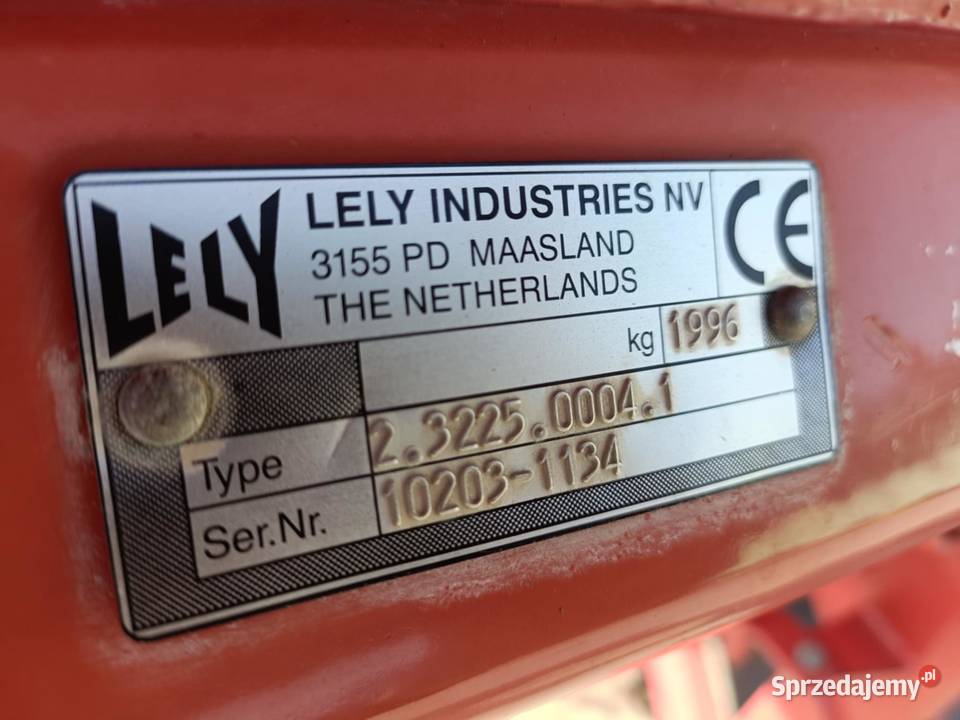 LELY
LELY INDUSTRIES NV
3155 PD MAASLAND
THE NETHERLANDS
CE
kg 1996
Type 2.3225.0004.1
Ser.Nr. 10203-1134
Sprzedajemy.pl